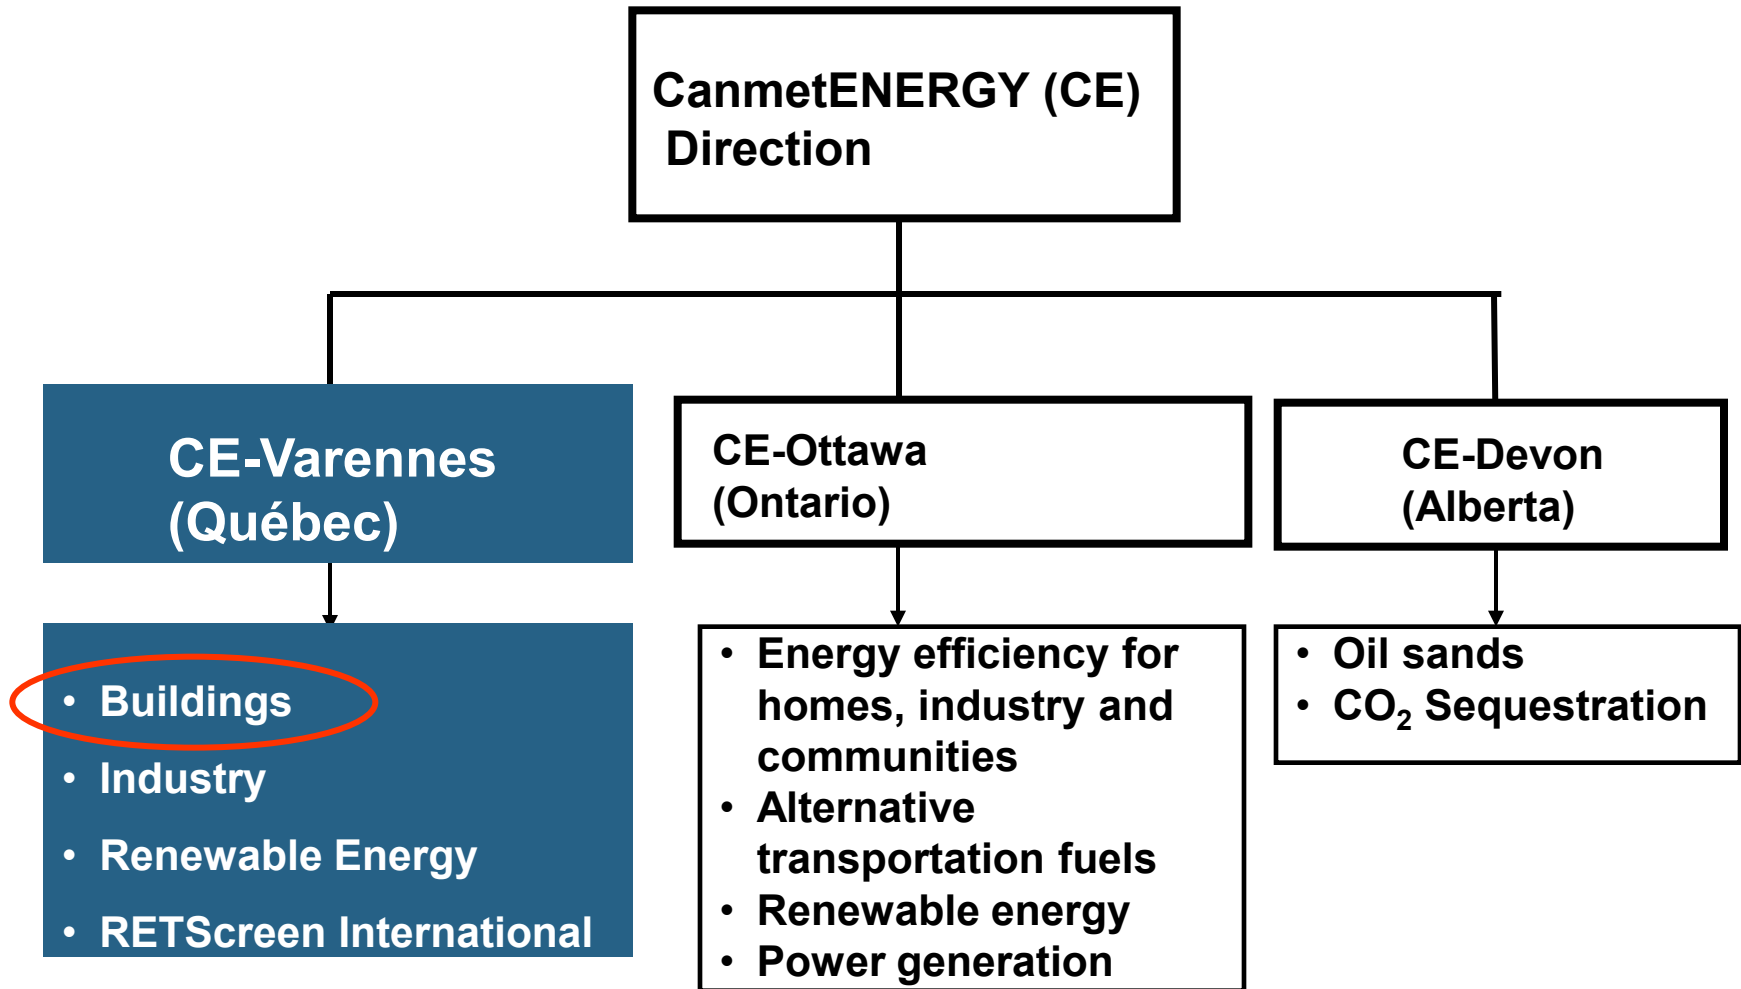 CanmetENERGY (CE)
Direction
CE-Varennes
(Québec)
• Buildings
• Industry
• Renewable Energy
• RETScreen International
CE-Ottawa
(Ontario)
• Energy efficiency for
homes, industry and
communities
• Alternative
transportation fuels
• Renewable energy
• Power generation
CE-Devon
(Alberta)
• Oil sands
• CO₂ Sequestration